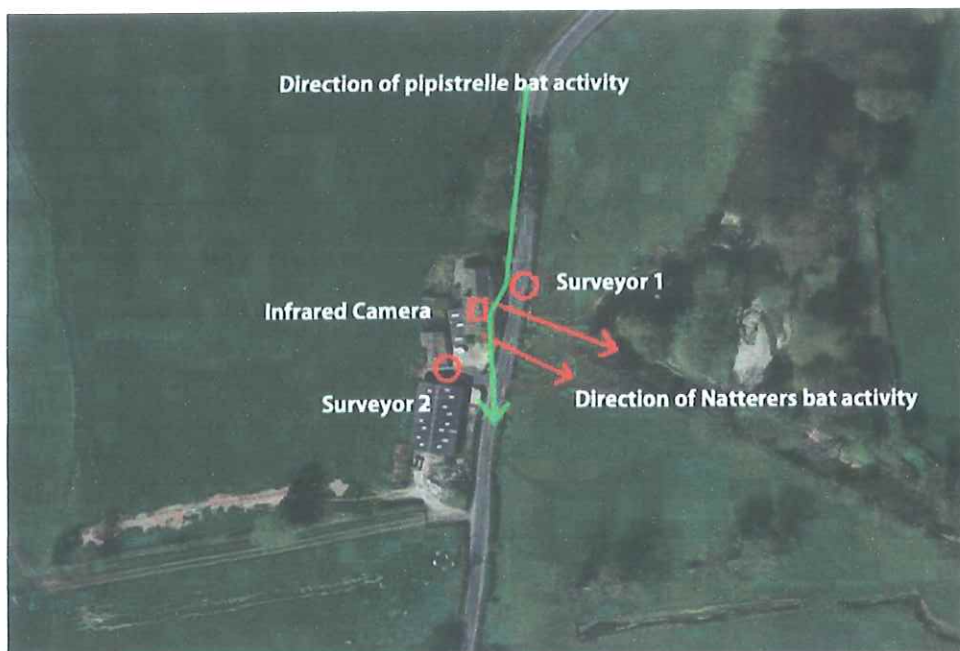 Direction of pipistrelle bat activity
Surveyor 1
Infrared Camera
Direction of Natterers bat activity
Surveyor 2